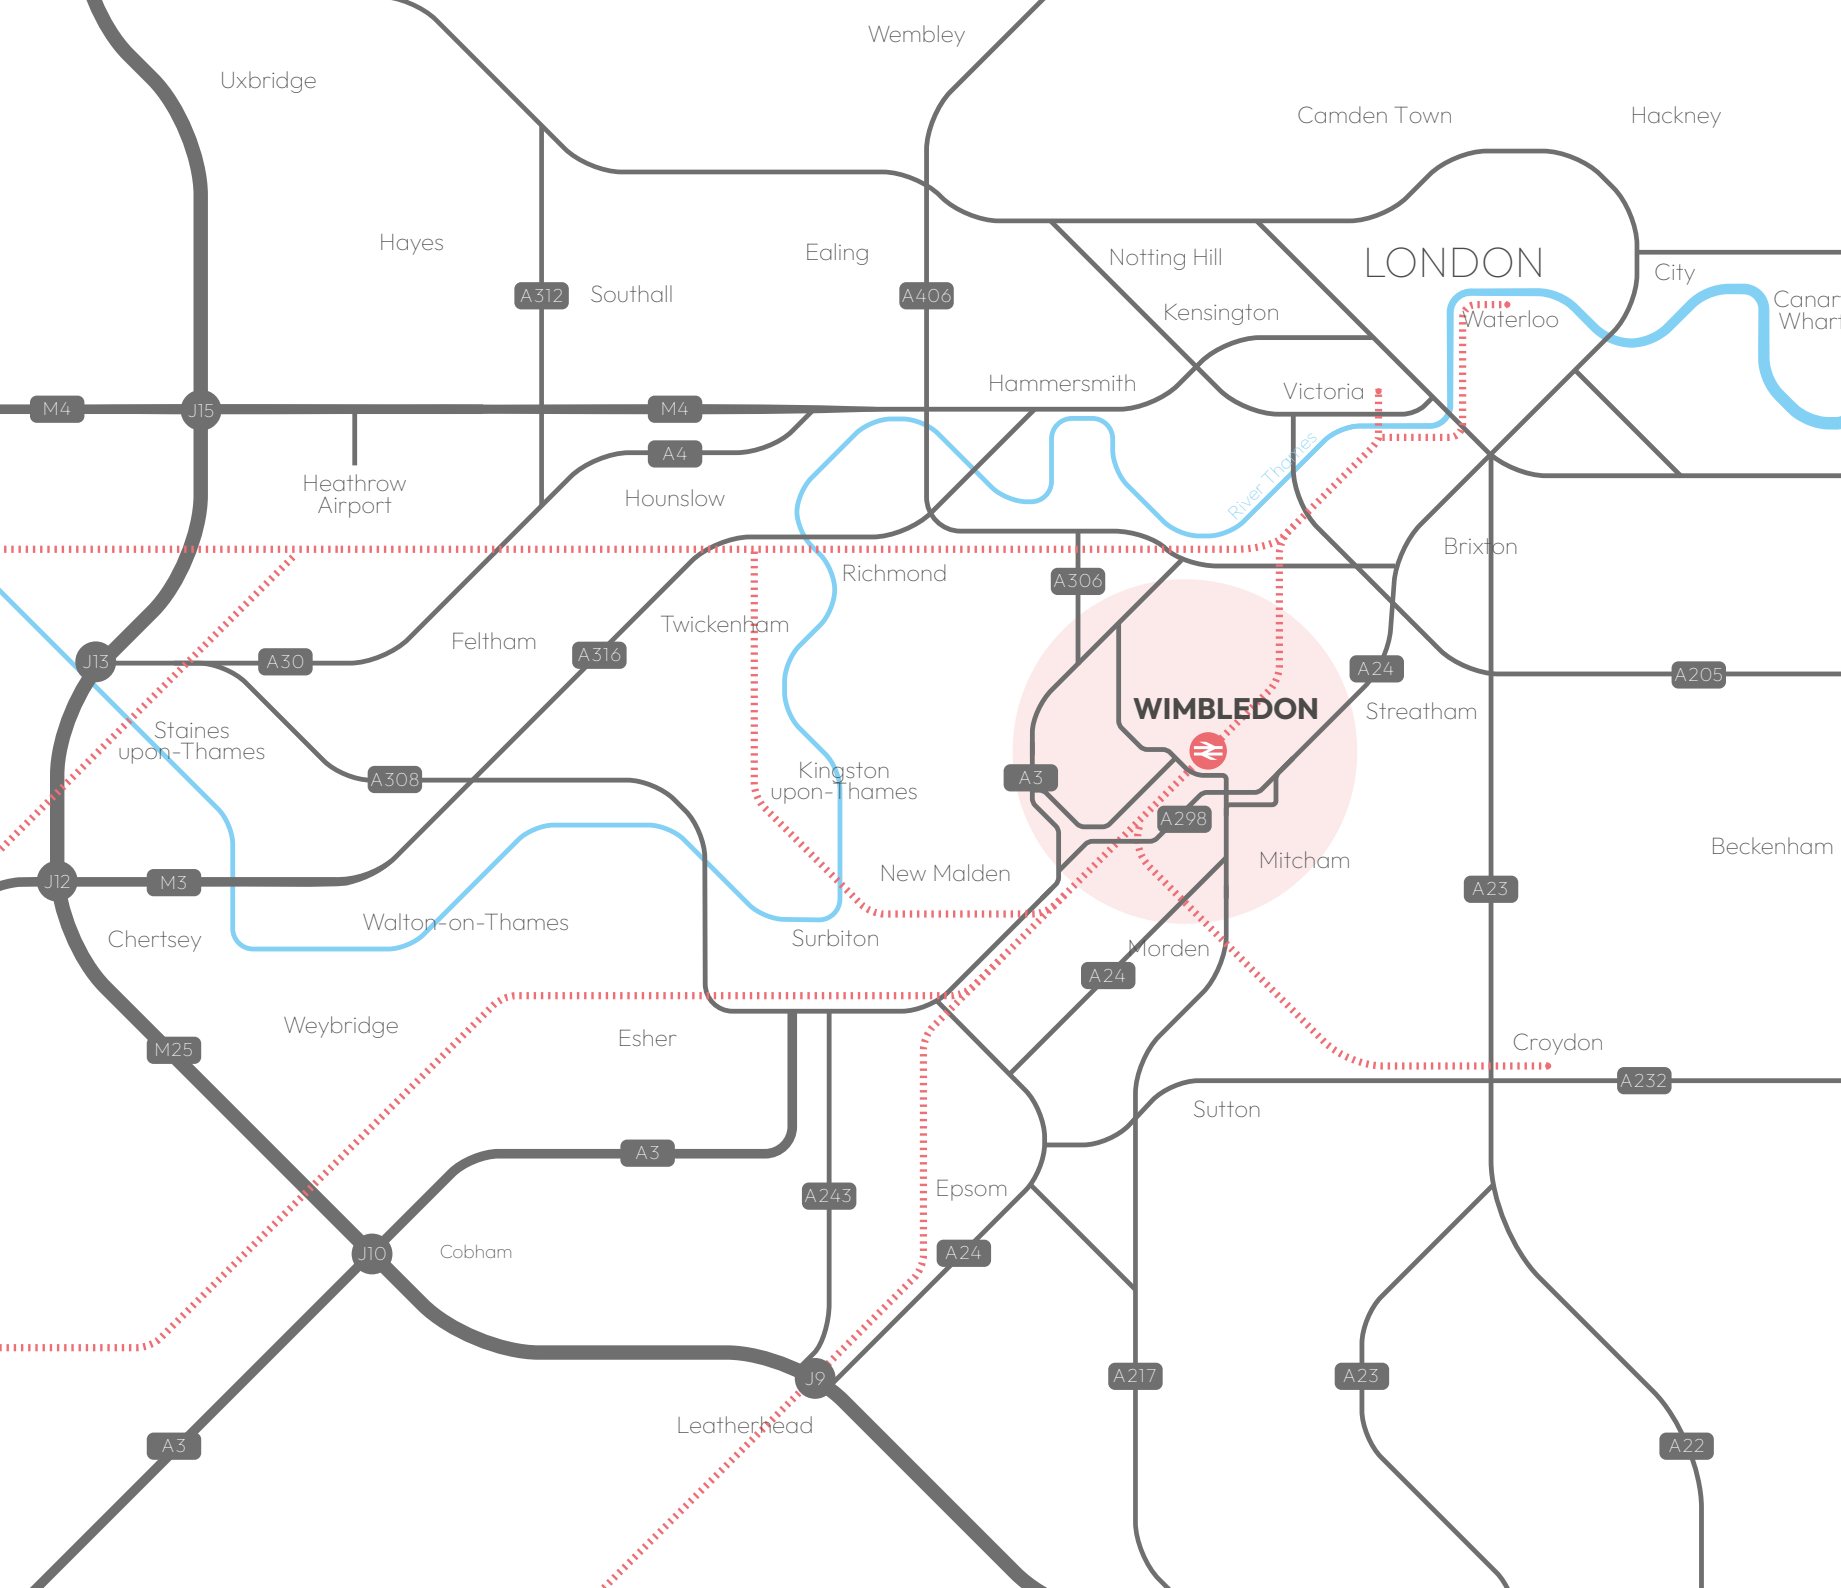 Wembley
Uxbridge
Camden Town
Hackney
Hayes
Ealing
Notting Hill
LONDON
City
A312
Southall
A406
Kensington
Waterloo
Canar
Wharf
Hammersmith
Victoria
M4
J15
M4
A4
River Thames
Heathrow
Airport
Hounslow
Brixton
Richmond
A306
Twickenham
Feltham
A316
J13
A30
A24
A205
WIMBLEDON
Streatham
Staines
upon-Thames
A308
Kingston
upon-Thames
A3
A298
Beckenham
Mitcham
New Malden
J12
M3
A23
Walton-on-Thames
Chertsey
Surbiton
Morden
A24
Weybridge
Esher
Croydon
M25
A232
Sutton
A3
Epsom
A243
J10
Cobham
A24
J9
A217
A23
Leatherhead
A3
A22